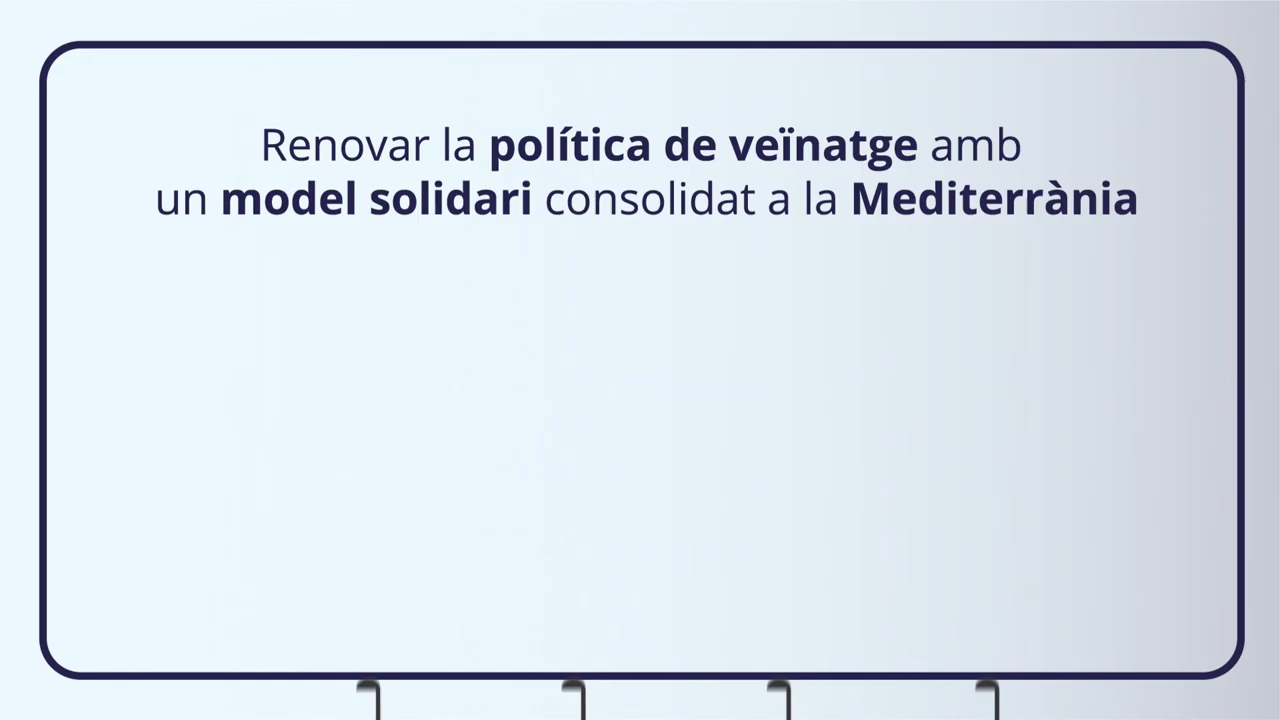 Renovar la política de veïnatge amb
un model solidari consolidat a la Mediterrània